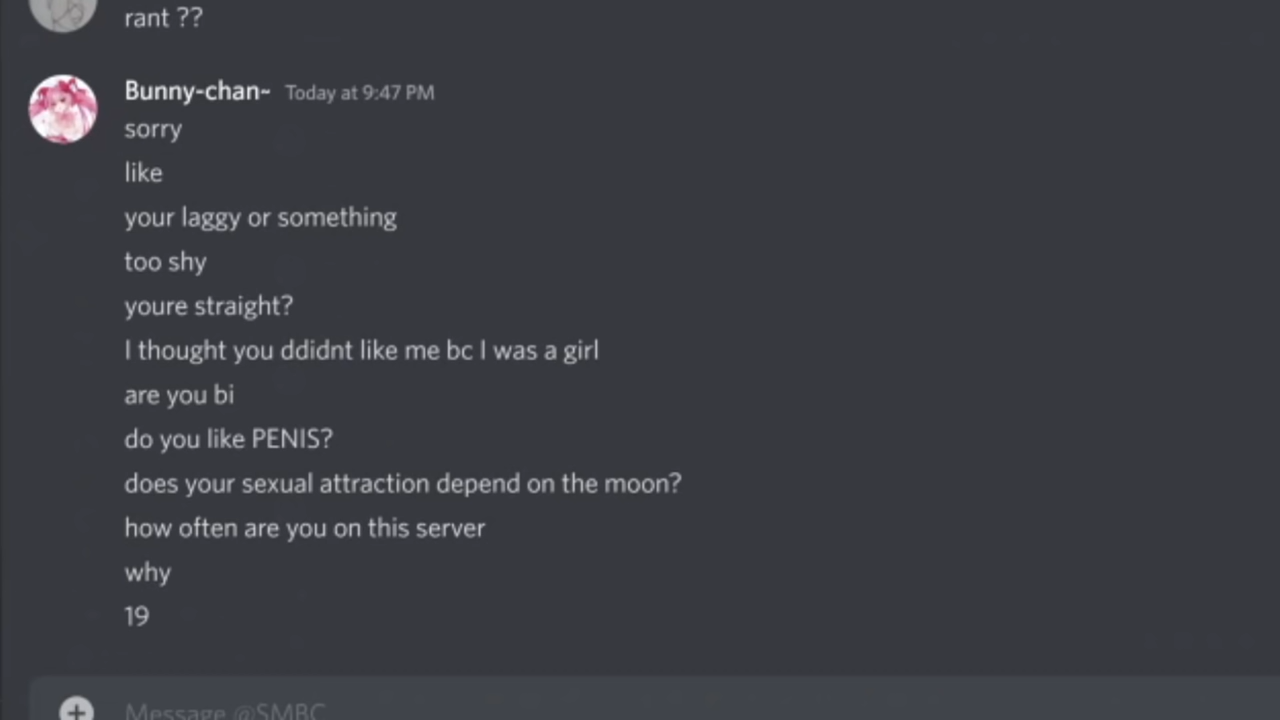 rant ??
Bunny-chan~ Today at 9:47 PM
sorry
like
your laggy or something
too shy
youre straight?
I thought you ddidnt like me bc I was a girl
are you bi
do you like PENIS?
does your sexual attraction depend on the moon?
how often are you on this server
why
19
Message @SMBC